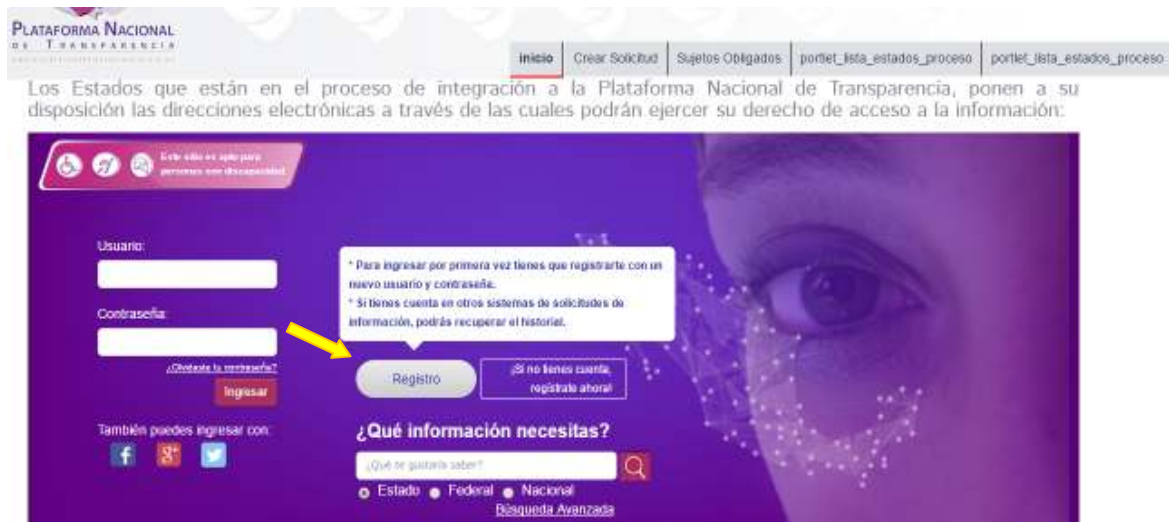 PLATAFORMA NACIONAL
DE TRANSPARENCIA
inicio
Crear Solicitud
Sujetos Obligados
portlet_lista_estados_proceso
portlet_lista_estados_proceso
Los Estados que están en el proceso de integración a la Plataforma Nacional de Transparencia, ponen a su
disposición las direcciones electrónicas a través de las cuales podrán ejercer su derecho de acceso a la información:
Este sitio es apto para
personas con discapacidad.
Usuario:
* Para ingresar por primera vez tienes que registrarte con un
nuevo usuario y contraseña.
* Si tienes cuenta en otros sistemas de solicitudes de
información, podrás recuperar el historial.
Contraseña:
¿Olvidaste tu contraseña?
Ingresar
Registro
¡Si no tienes cuenta,
regístrate ahora!
También puedes ingresar con:
f
g+
¿Qué información necesitas?
¿Qué te gustaría saber?
Estado
Federal
Nacional
Búsqueda Avanzada